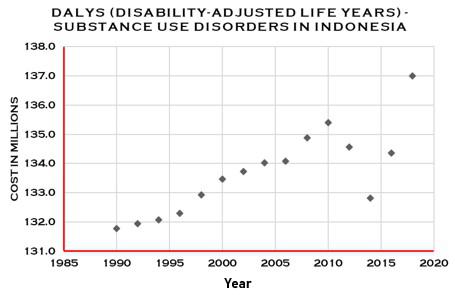 DALYS (DISABILITY-ADJUSTED LIFE YEARS) -
SUBSTANCE USE DISORDERS IN INDONESIA
138.0
137.0
136.0
135.0
134.0
133.0
132.0
131.0
COST IN MILLIONS
1985 1990 1995 2000 2005 2010 2015 2020
Year